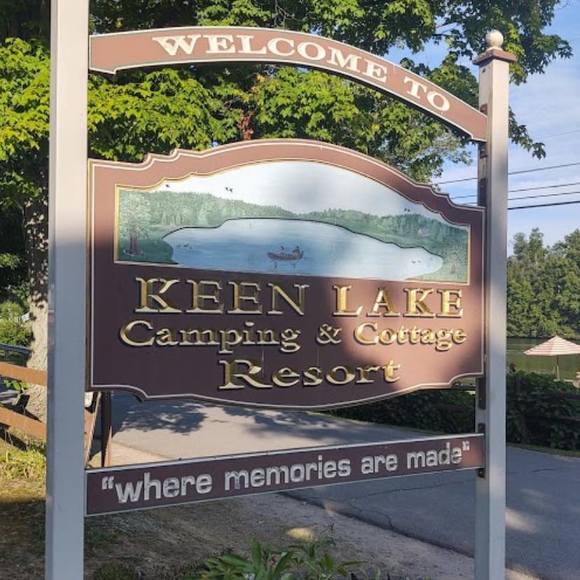 WELCOME TO
KEEN LAKE
Camping & Cottage
Resort
"where memories are made"